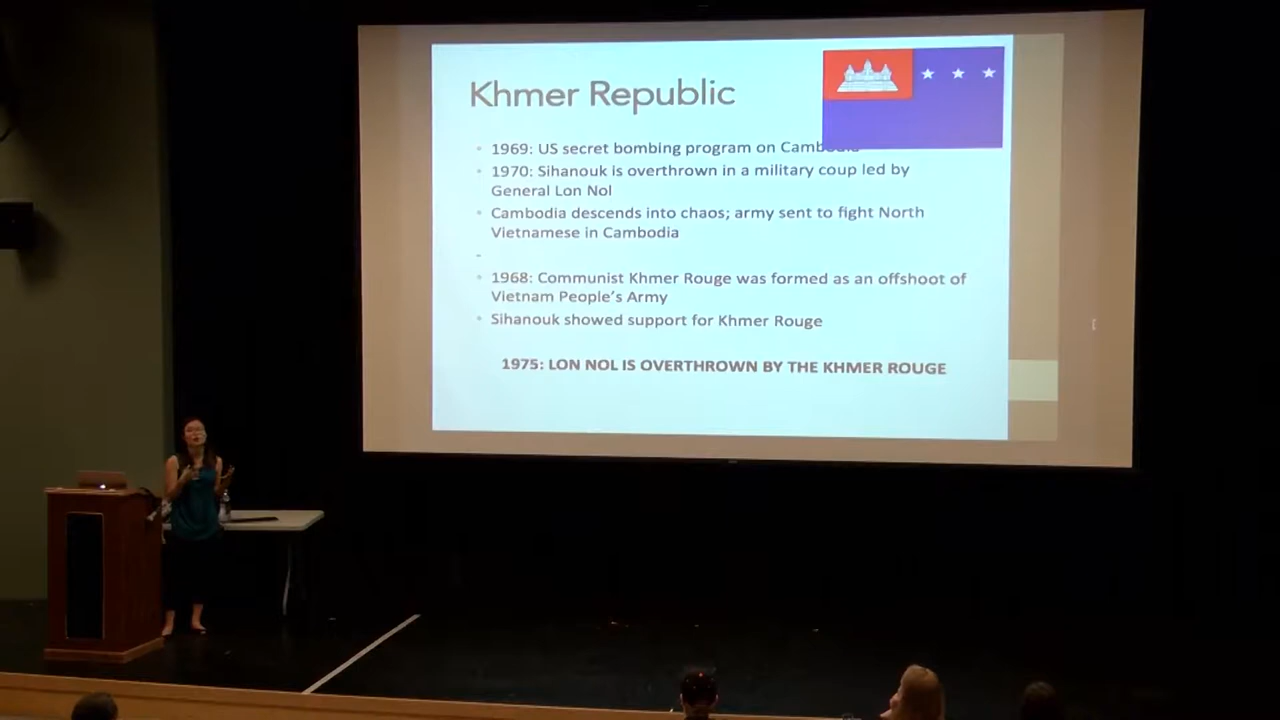 Khmer Republic
• 1969: US secret bombing program on Cambodia
• 1970: Sihanouk is overthrown in a military coup led by
General Lon Nol
• Cambodia descends into chaos; army sent to fight North
Vietnamese in Cambodia
-
• 1968: Communist Khmer Rouge was formed as an offshoot of
Vietnam People's Army
• Sihanouk showed support for Khmer Rouge
1975: LON NOL IS OVERTHROWN BY THE KHMER ROUGE